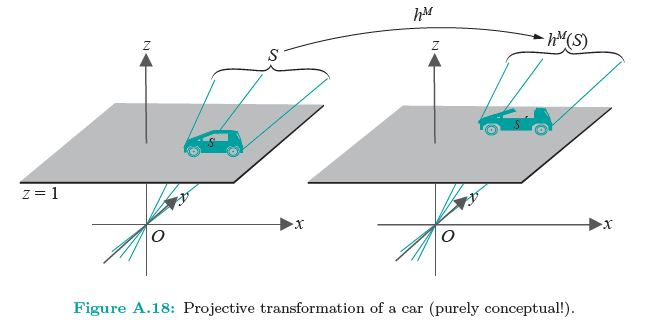 h^M
z
S
s
z = 1
y
x
O
z
h^M(S)
s′
y
x
O
Figure A.18: Projective transformation of a car (purely conceptual!).